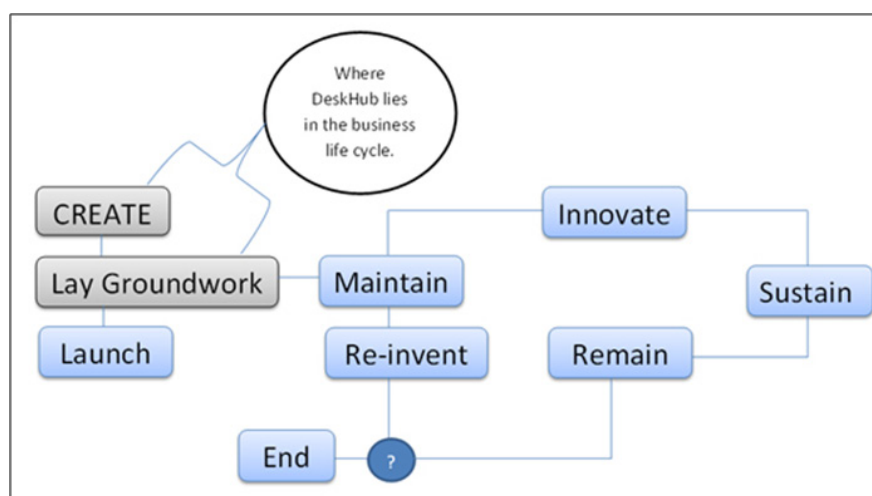 Where
DeskHub lies
in the business
life cycle.
CREATE
Innovate
Lay Groundwork
Maintain
Sustain
Launch
Re-invent
Remain
End
?